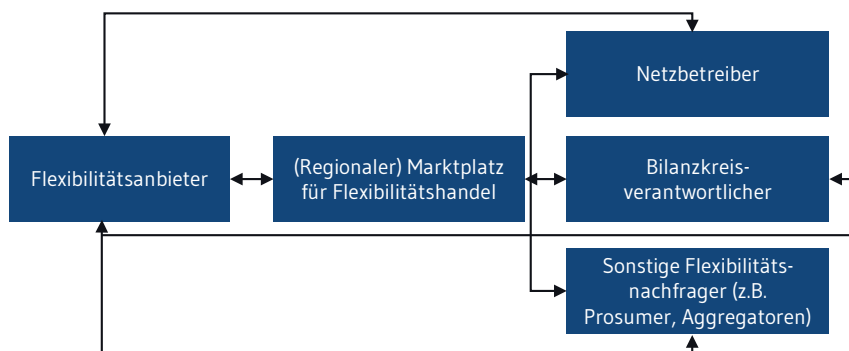 Netzbetreiber
Flexibilitätsanbieter
(Regionaler) Marktplatz
für Flexibilitätshandel
Bilanzkreis-
verantwortlicher
Sonstige Flexibilitäts-
nachfrager (z.B.
Prosumer, Aggregatoren)